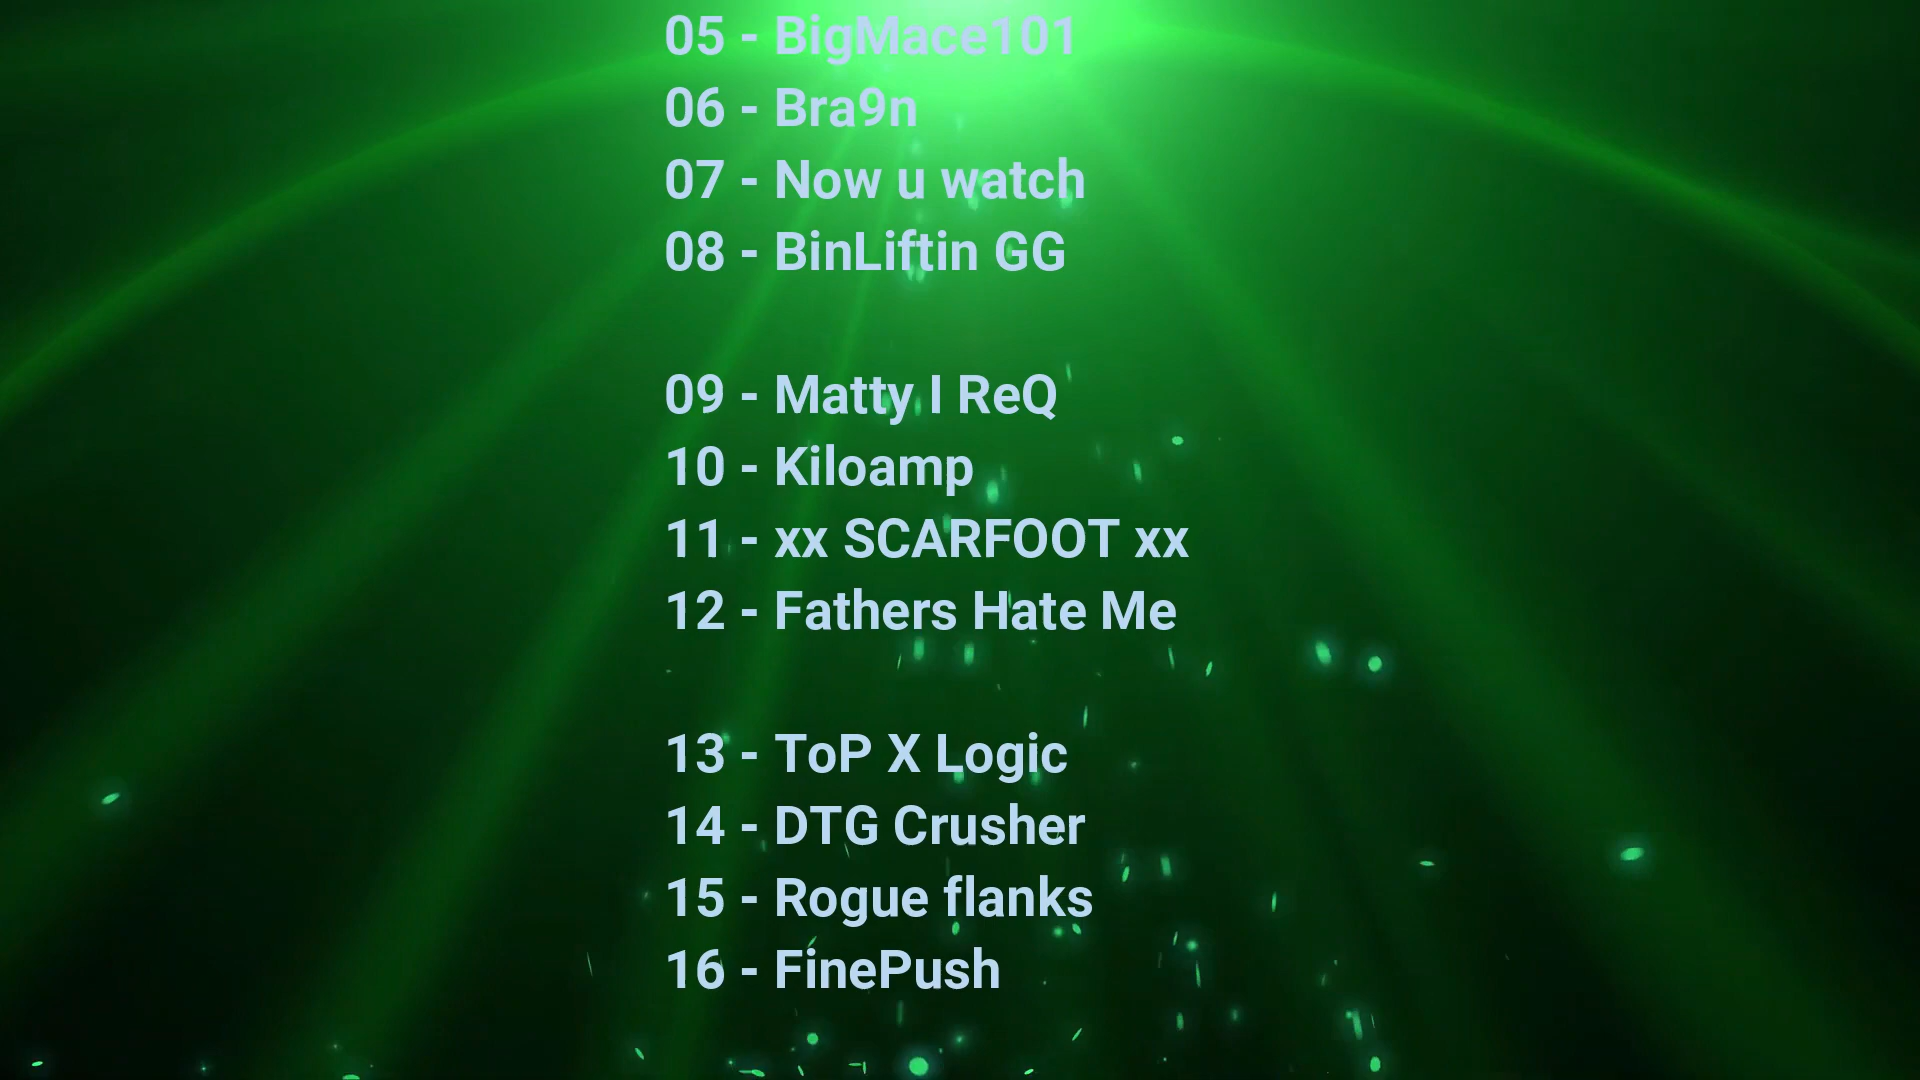 05 - BigMace101
06 - Bra9n
07 - Now u watch
08 - BinLiftin GG
09 - Matty I ReQ
10 - Kiloamp
11 - xx SCARFOOT xx
12 - Fathers Hate Me
13 - ToP X Logic
14 - DTG Crusher
15 - Rogue flanks
16 - FinePush